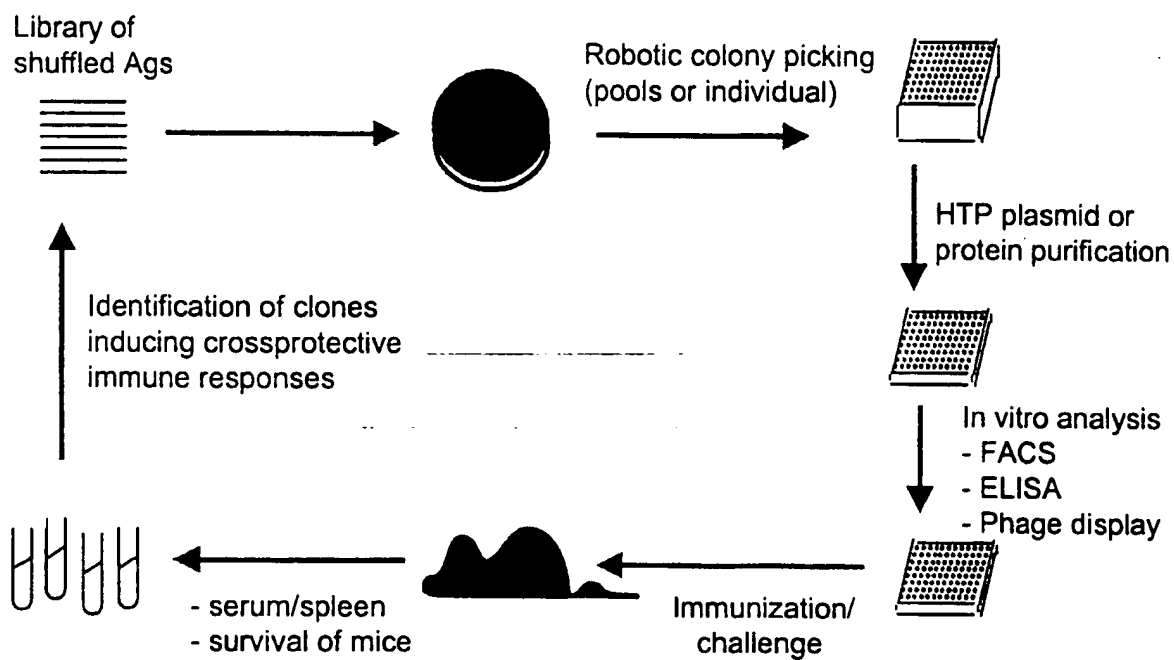 Library of
shuffled Ags
Robotic colony picking
(pools or individual)
HTP plasmid or
protein purification
Identification of clones
inducing crossprotective
immune responses
In vitro analysis
- FACS
- ELISA
- Phage display
- serum/spleen
- survival of mice
Immunization/
challenge